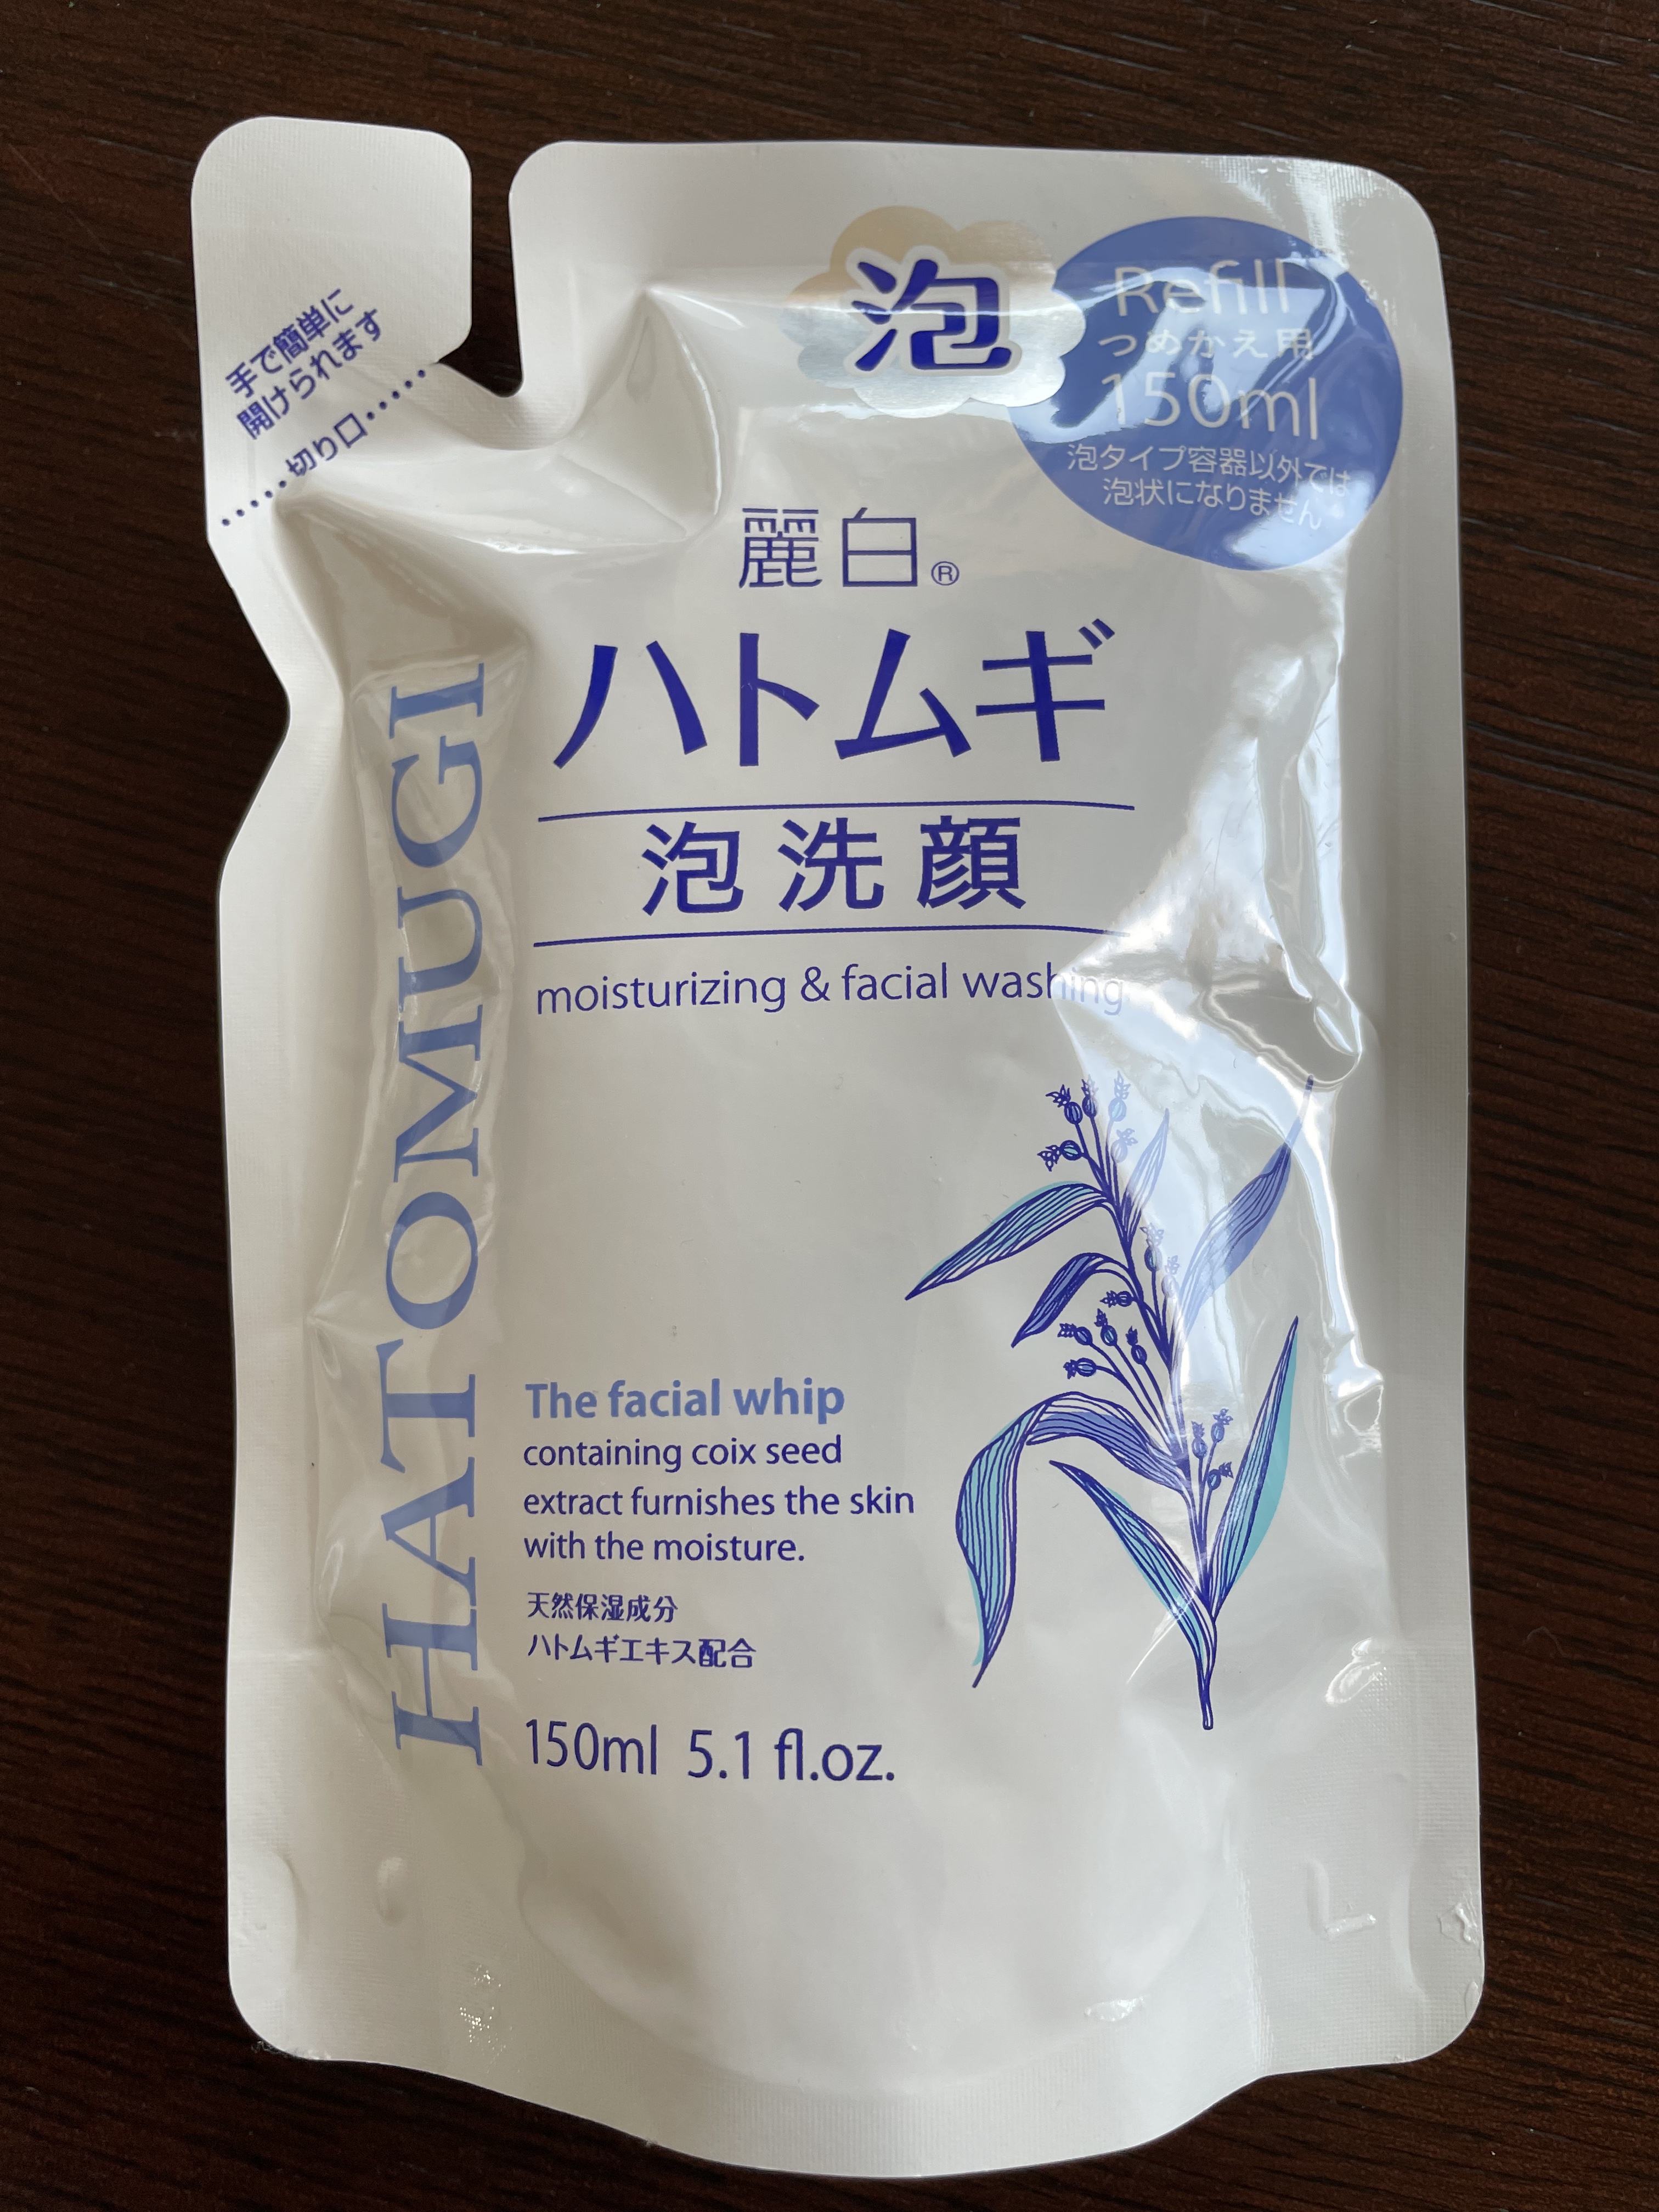 手で簡単に
開けられます
切り口
泡
Refill
つめかえ用
150ml
泡タイプ容器以外では
泡状になりません
麗白®
ハトムギ
泡洗顔
moisturizing & facial washing
HATOMUGI
The facial whip
containing coix seed
extract furnishes the skin
with the moisture.
天然保湿成分
ハトムギエキス配合
150ml 5.1 fl.oz.